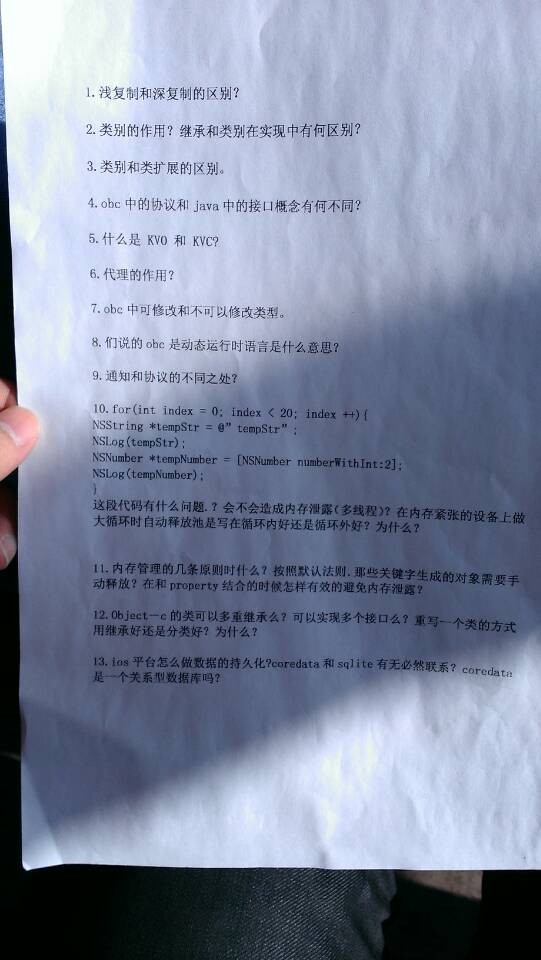 1.浅复制和深复制的区别?
2.类别的作用?继承和类别在实现中有何区别?
3.类别和类扩展的区别。
4.obc 中的协议和 java 中的接口概念有何不同?
5.什么是 KVO 和 KVC?
6.代理的作用?
7.obc 中可修改和不可以修改类型。
8.们说的 obc 是动态运行时语言是什么意思?
9.通知和协议的不同之处?
10.for(int index = 0; index < 20; index ++){
NSString *tempStr = @” tempStr” ;
NSLog(tempStr);
NSNumber *tempNumber = [NSNumber numberWithInt:2];
NSLog(tempNumber);
}
这段代码有什么问题.?会不会造成内存泄露(多线程)?在内存紧张的设备上做
大循环时自动释放池是写在循环内好还是循环外好?为什么?
11.内存管理的几条原则时什么?按照默认法则.那些关键字生成的对象需要手
动释放?在和 property 结合的时候怎样有效的避免内存泄露?
12.Object－c 的类可以多重继承么?可以实现多个接口么?重写一个类的方式
用继承好还是分类好?为什么?
13.ios 平台怎么做数据的持久化?coredata 和 sqlite 有无必然联系?coredata
是一个关系型数据库吗?